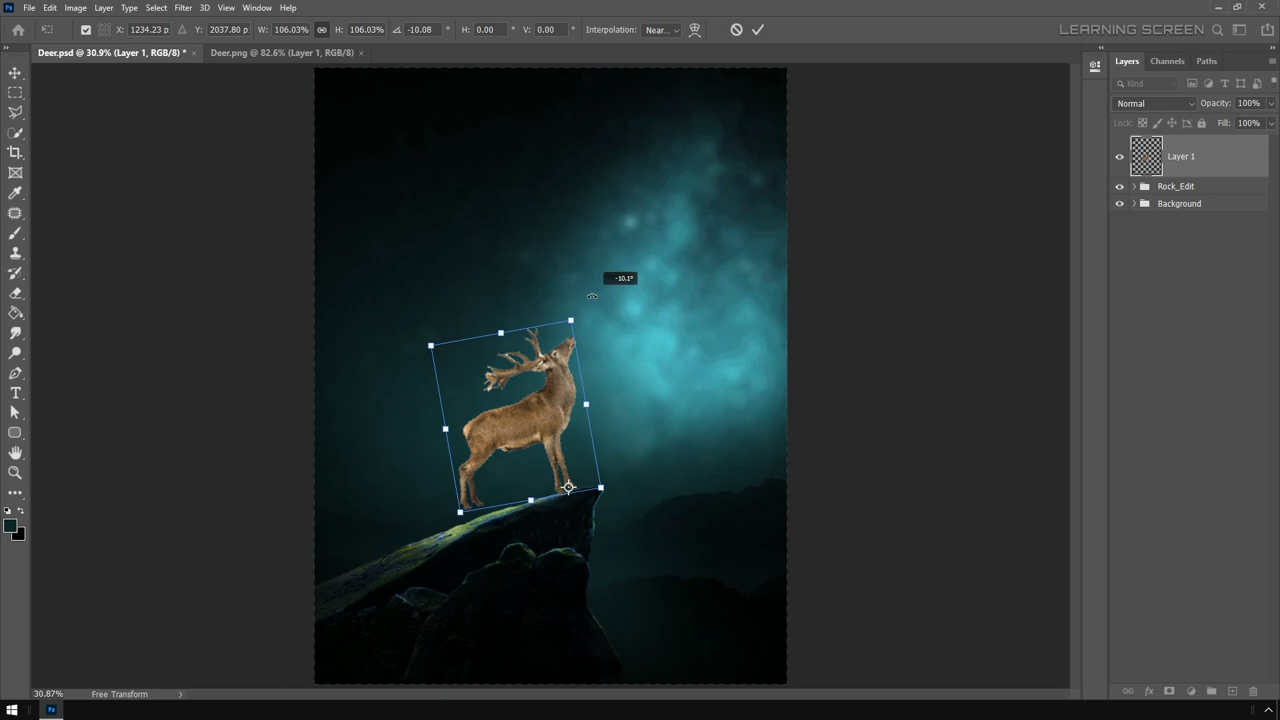 File Edit Image Layer Type Select Filter 3D View Window Help
X: 1234.23 p Y: 2037.80 p W: 106.03% H: 106.03% -10.08 ° H: 0.00 ° V: 0.00 ° Interpolation: Near... LEARNING SCREEN
Deer.psd @ 30.9% (Layer 1, RGB/8) * × Deer.png @ 82.6% (Layer 1, RGB/8) ×
Layers Channels Paths
Kind
Normal Opacity: 100%
Lock: Fill: 100%
Layer 1
Rock_Edit
Background
-10.1°
30.87% Free Transform